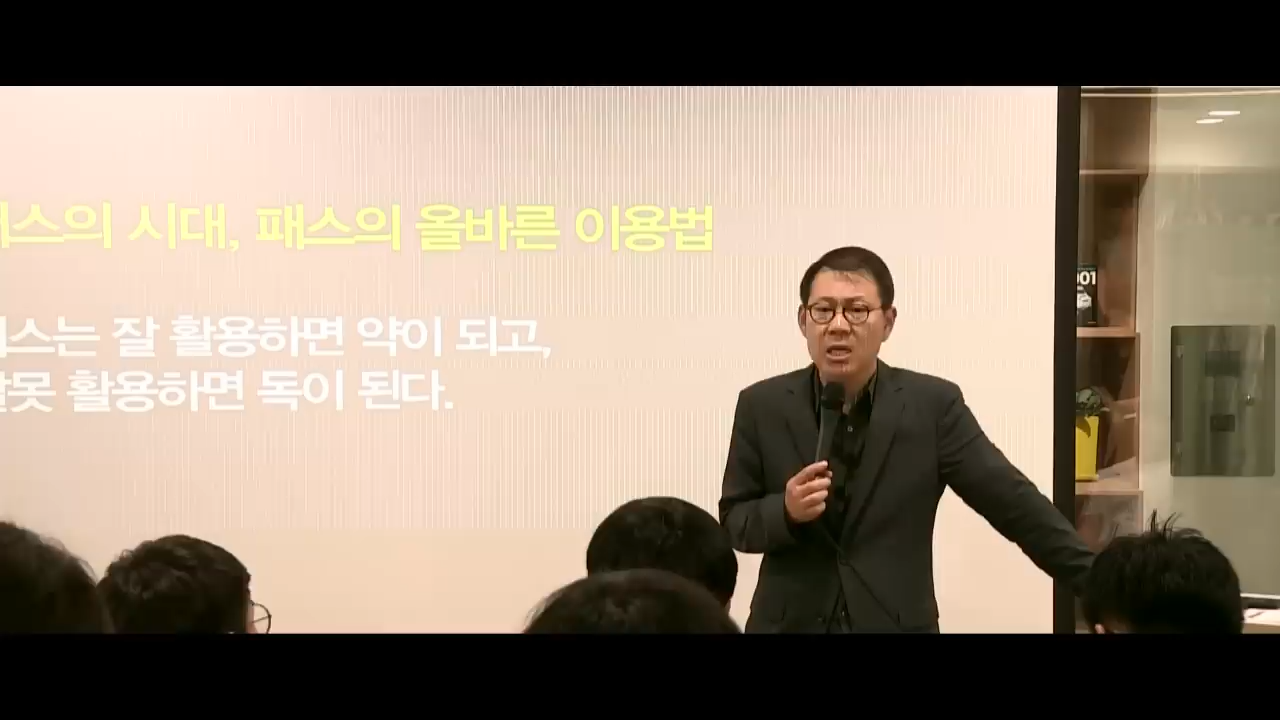 스의 시대, 패스의 올바른 이용법
스는 잘 활용하면 약이 되고,
못 활용하면 독이 된다.
001